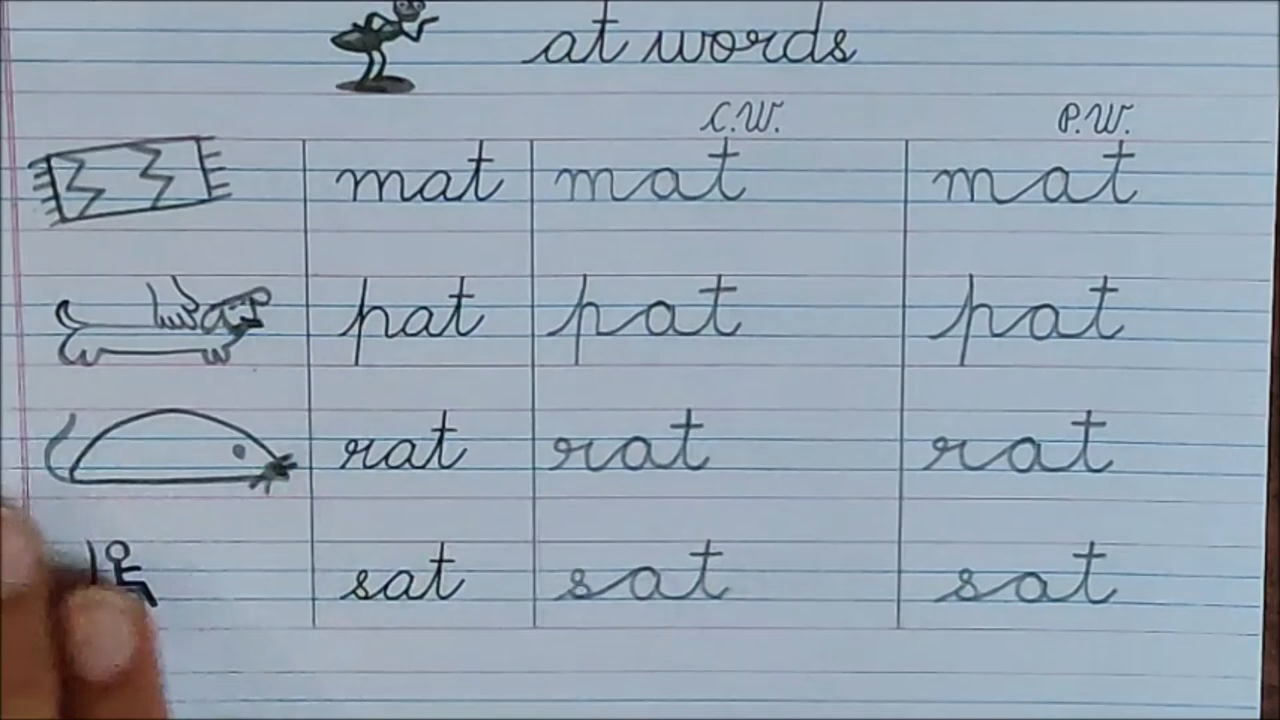 at words
C.W. P.W.
mat mat mat
pat pat pat
rat rat rat
sat sat sat